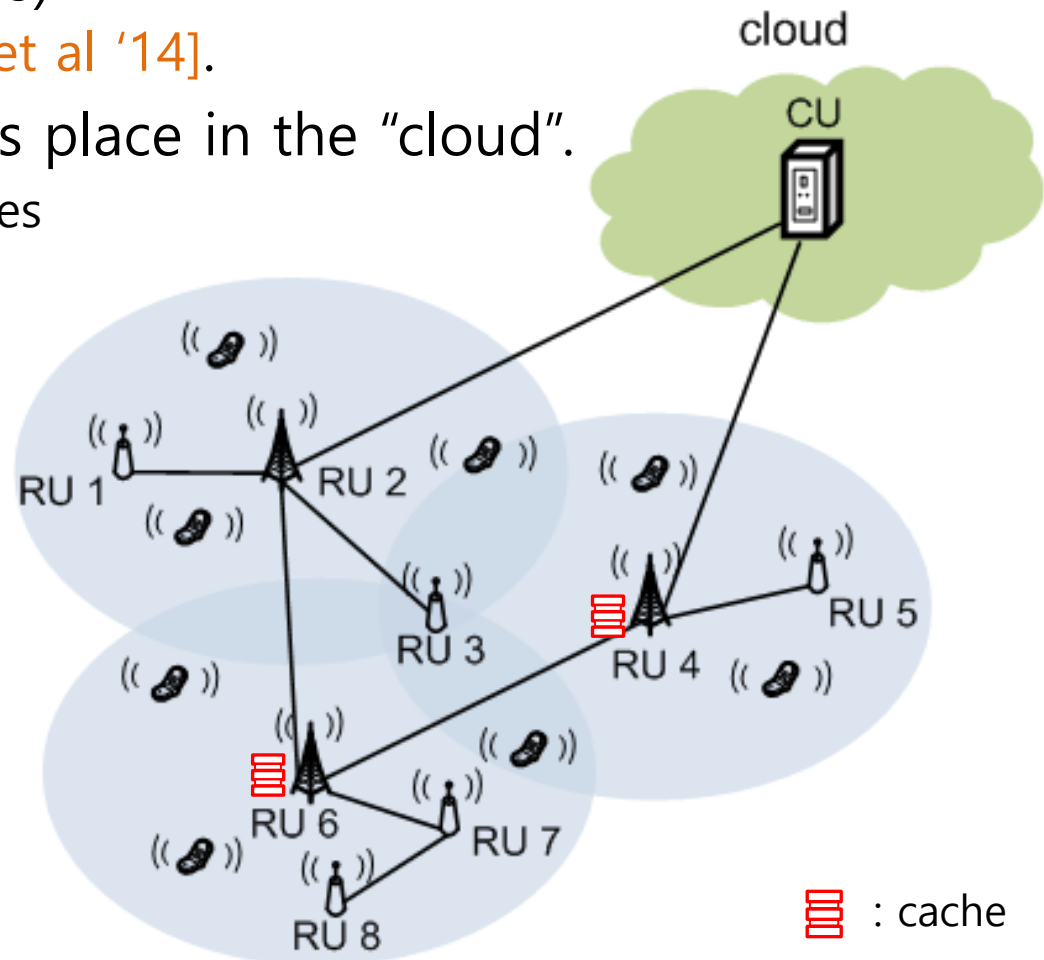 et al ‘14].
s place in the “cloud”.
es
cloud
CU
RU 1
RU 2
RU 3
RU 4
RU 5
RU 6
RU 7
RU 8
: cache